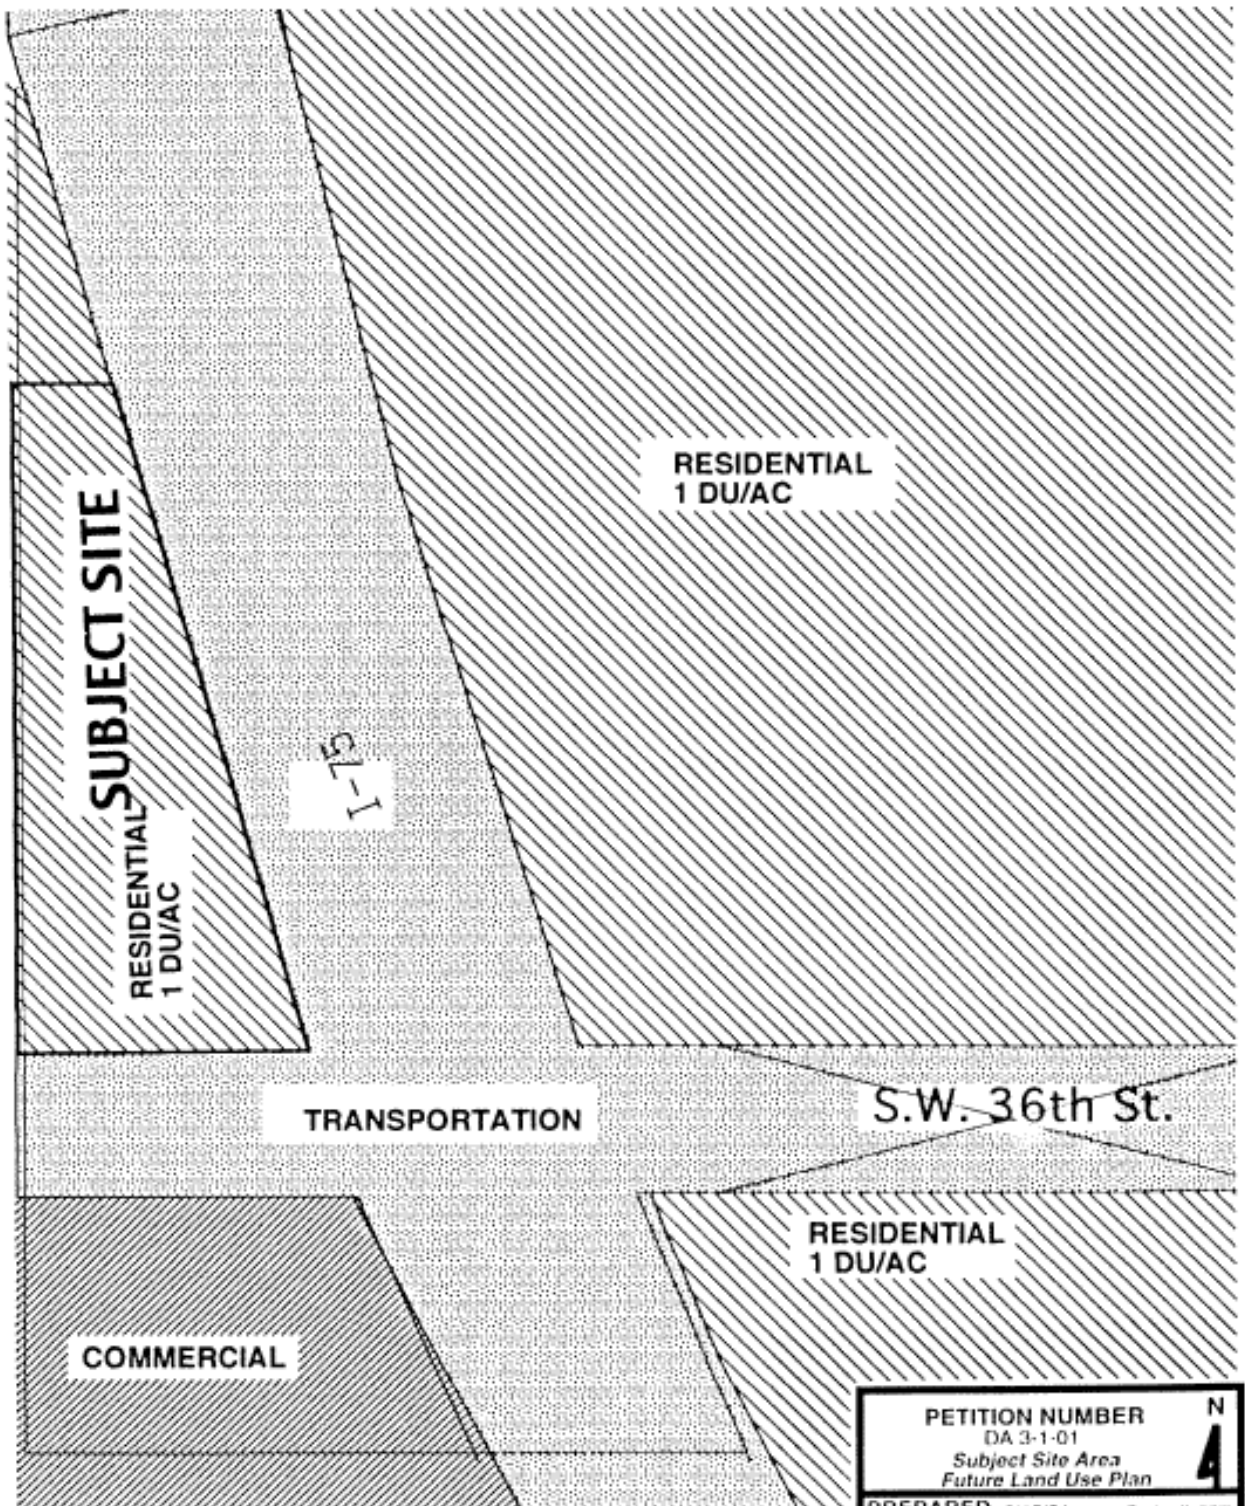 RESIDENTIAL
1 DU/AC
SUBJECT SITE
RESIDENTIAL
1 DU/AC
I-75
TRANSPORTATION
S.W. 36th St.
RESIDENTIAL
1 DU/AC
COMMERCIAL
PETITION NUMBER
N
DA 3-1-01
Subject Site Area
Future Land Use Plan
PREPARED